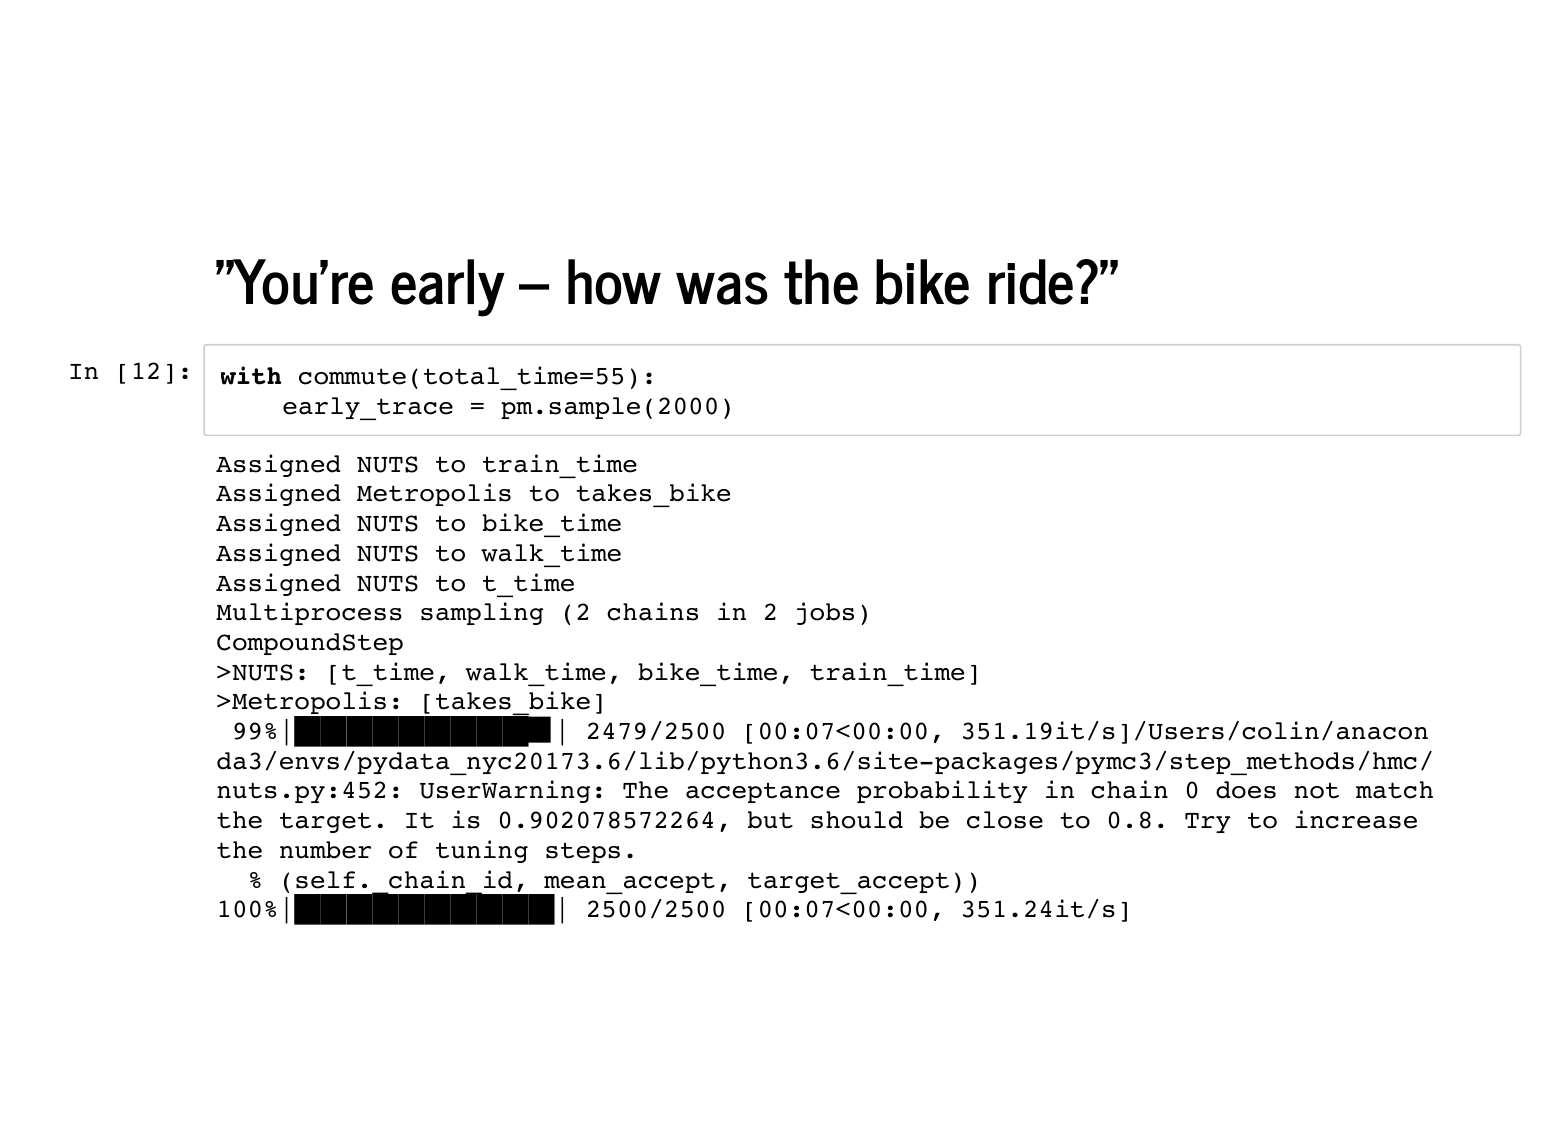 ”You’re early – how was the bike ride?”
In [12]:
with commute(total_time=55):
    early_trace = pm.sample(2000)
Assigned NUTS to train_time
Assigned Metropolis to takes_bike
Assigned NUTS to bike_time
Assigned NUTS to walk_time
Assigned NUTS to t_time
Multiprocess sampling (2 chains in 2 jobs)
CompoundStep
>NUTS: [t_time, walk_time, bike_time, train_time]
>Metropolis: [takes_bike]
 99%|████████████████▊| 2479/2500 [00:07<00:00, 351.19it/s]/Users/colin/anacon
da3/envs/pydata_nyc20173.6/lib/python3.6/site-packages/pymc3/step_methods/hmc/
nuts.py:452: UserWarning: The acceptance probability in chain 0 does not match
the target. It is 0.902078572264, but should be close to 0.8. Try to increase
the number of tuning steps.
  % (self._chain_id, mean_accept, target_accept))
100%|█████████████████| 2500/2500 [00:07<00:00, 351.24it/s]